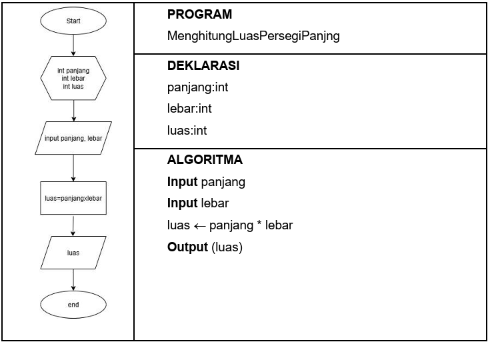 Start
int panjang
int lebar
int luas
input panjang, lebar
luas=panjangxlebar
luas
end
PROGRAM
MenghitungLuasPersegiPanjng
DEKLARASI
panjang:int
lebar:int
luas:int
ALGORITMA
Input panjang
Input lebar
luas ← panjang * lebar
Output (luas)